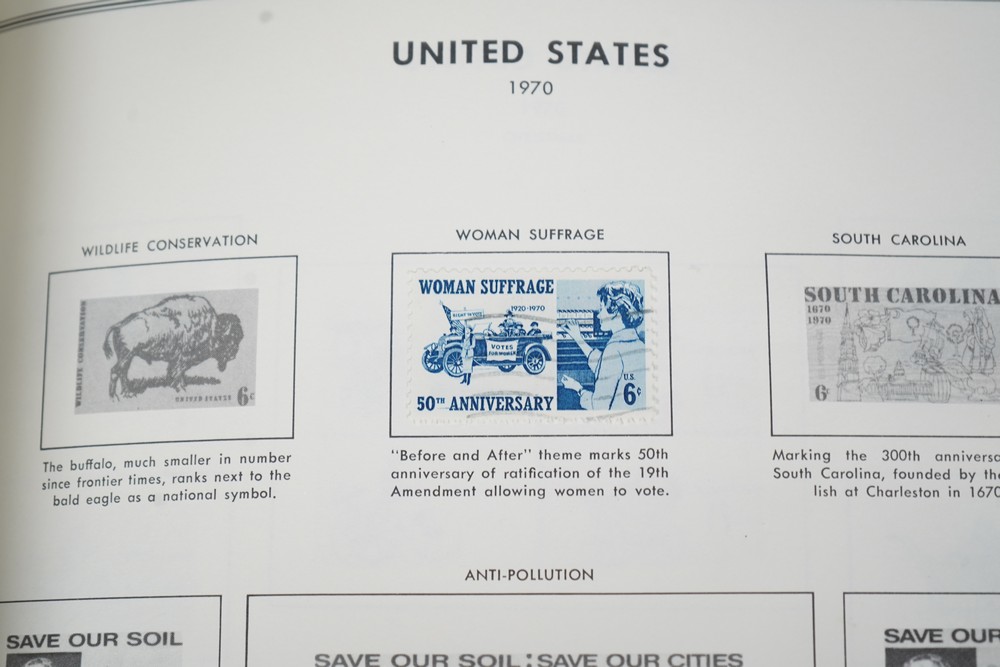 UNITED STATES
1970
WILDLIFE CONSERVATION
WOMAN SUFFRAGE
SOUTH CAROLINA
WILDLIFE CONSERVATION
UNITED STATES 6c
WOMAN SUFFRAGE
1920-1970
VOTES
FOR WOMEN
U.S.
50TH ANNIVERSARY 6c
SOUTH CAROLINA
1670
1970
6c
The buffalo, much smaller in number
since frontier times, ranks next to the
bald eagle as a national symbol.
"Before and After" theme marks 50th
anniversary of ratification of the 19th
Amendment allowing women to vote.
Marking the 300th annivers
South Carolina, founded by the
lish at Charleston in 1670
ANTI-POLLUTION
SAVE OUR SOIL
SAVE OUR SOIL:SAVE OUR CITIES
SAVE OUR